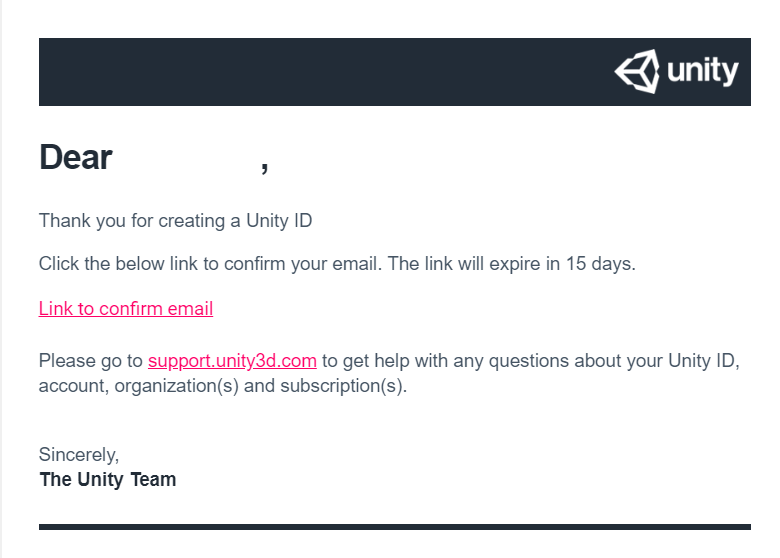 unity
Dear ,
Thank you for creating a Unity ID
Click the below link to confirm your email. The link will expire in 15 days.
Link to confirm email
Please go to support.unity3d.com to get help with any questions about your Unity ID,
account, organization(s) and subscription(s).
Sincerely,
The Unity Team